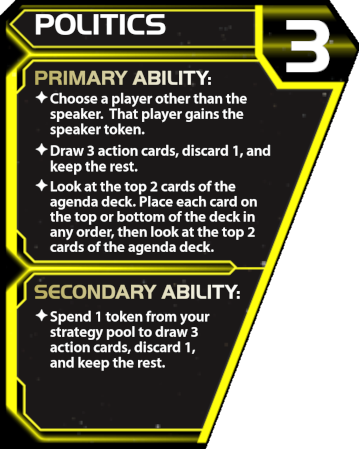 POLITICS
3
PRIMARY ABILITY:
Choose a player other than the
speaker. That player gains the
speaker token.
Draw 3 action cards, discard 1, and
keep the rest.
Look at the top 2 cards of the
agenda deck. Place each card on
the top or bottom of the deck in
any order, then look at the top 2
cards of the agenda deck.
SECONDARY ABILITY:
Spend 1 token from your
strategy pool to draw 3
action cards, discard 1,
and keep the rest.